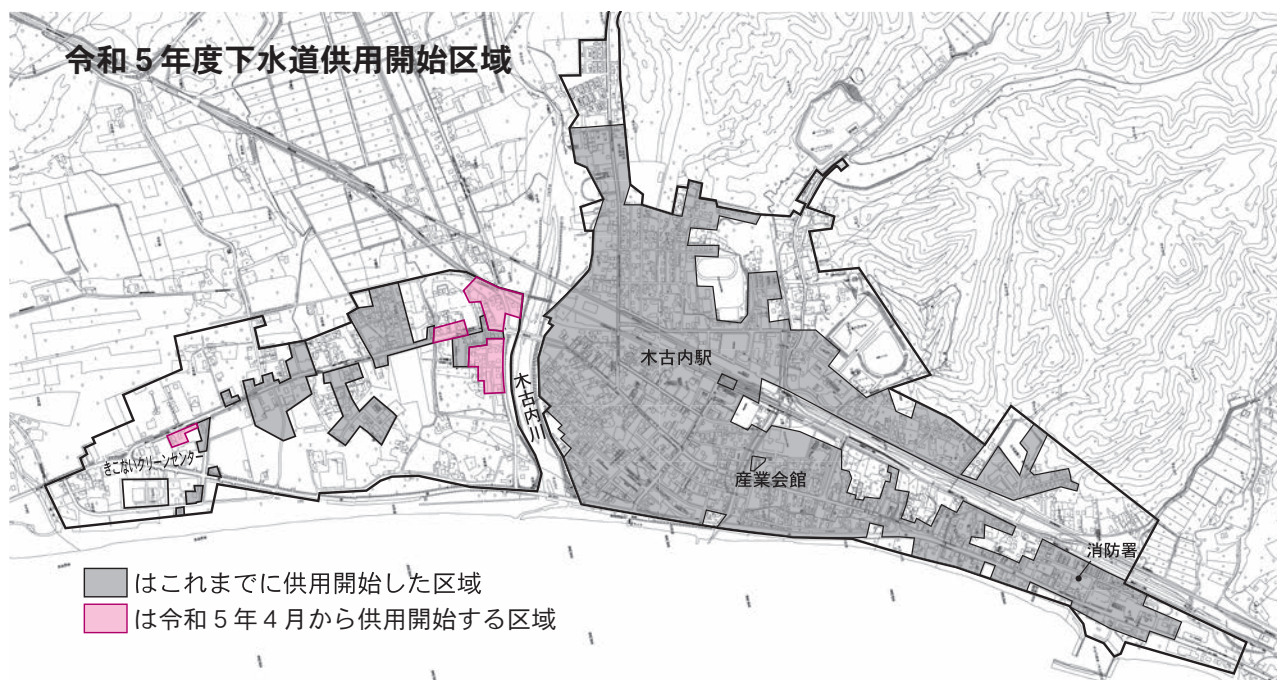 令和5年度下水道供用開始区域
木古内駅
木古内川
産業会館
きこないクリーンセンター
消防署
はこれまでに供用開始した区域
は令和5年4月から供用開始する区域